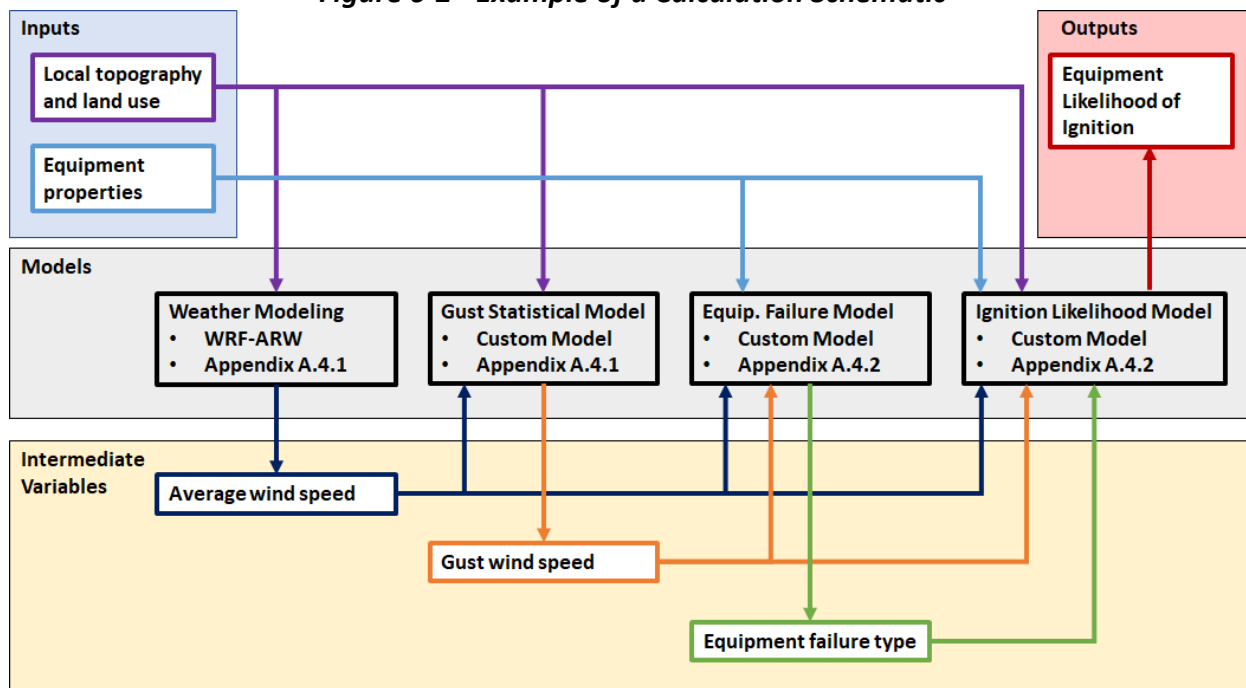 Inputs
Local topography
and land use
Equipment
properties
Outputs
Equipment
Likelihood of
Ignition
Models
Weather Modeling
• WRF-ARW
• Appendix A.4.1
Gust Statistical Model
• Custom Model
• Appendix A.4.1
Equip. Failure Model
• Custom Model
• Appendix A.4.2
Ignition Likelihood Model
• Custom Model
• Appendix A.4.2
Intermediate
Variables
Average wind speed
Gust wind speed
Equipment failure type